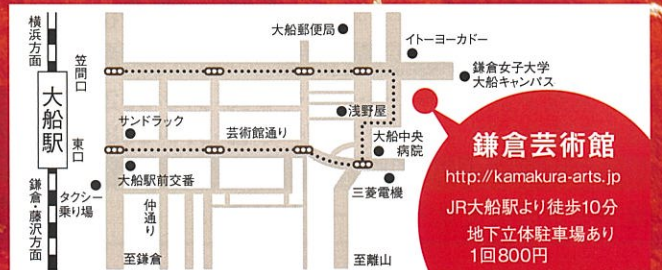 横浜方面
笠間口
大船駅
東口
鎌倉・藤沢方面
タクシー
乗り場
サンドラック
大船駅前交番
仲通り
至鎌倉
芸術館通り
大船郵便局
イトーヨーカドー
鎌倉女子大学
大船キャンパス
浅野屋
大船中央
病院
三菱電機
至離山
鎌倉芸術館
http://kamakura-arts.jp
JR大船駅より徒歩10分
地下立体駐車場あり
1回800円